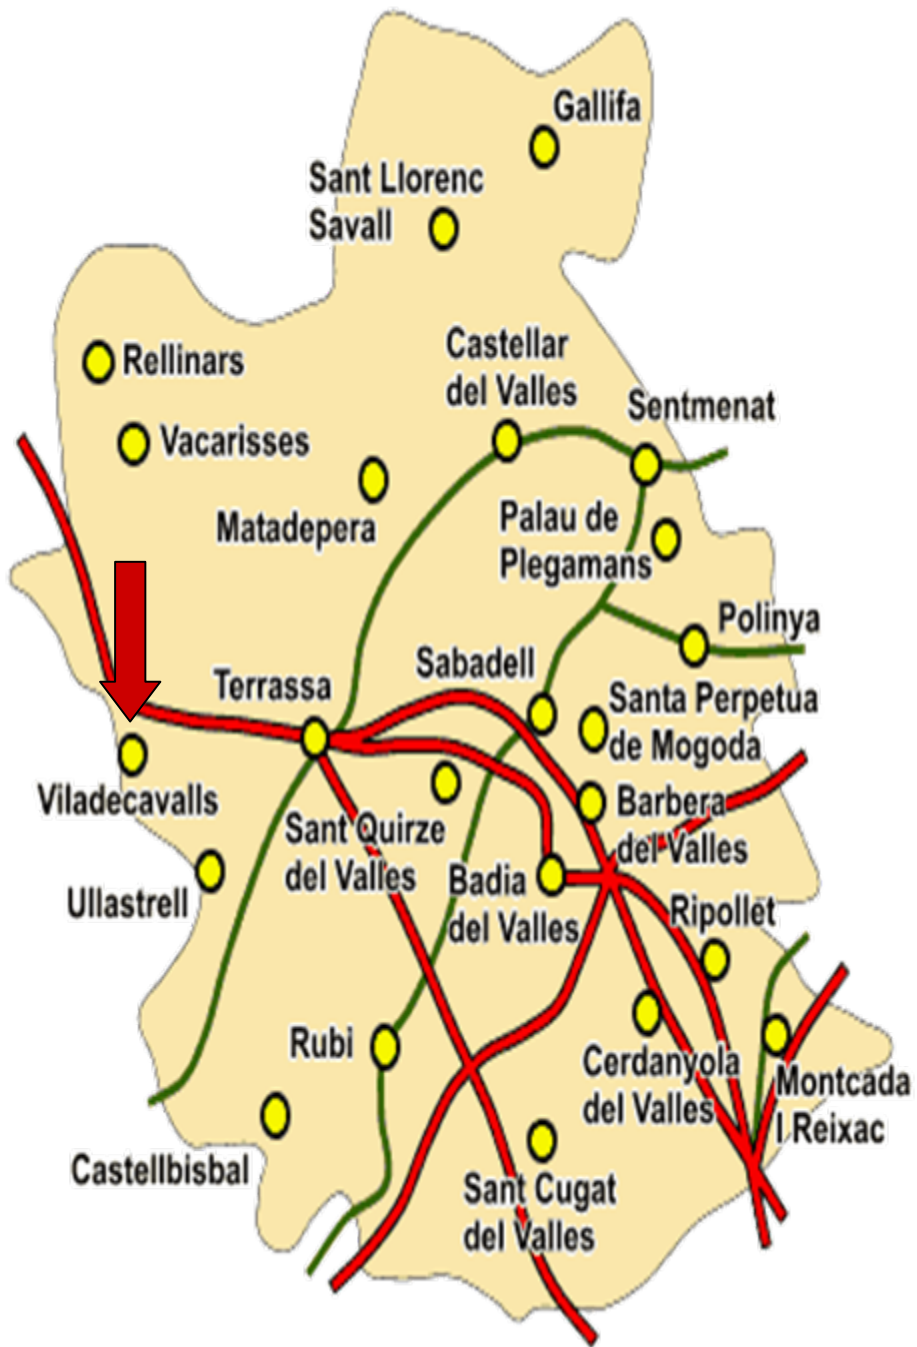 Gallifa
Sant Llorenc
Savall
Castellar
del Valles
Rellinars
Sentmenat
Vacarisses
Matadepera
Palau de
Plegamans
Polinya
Sabadell
Terrassa
Santa Perpetua
de Mogoda
Viladecavalls
Barbera
del Valles
Sant Quirze
del Valles
Badia
del Valles
Ullastrell
Ripollet
Rubi
Cerdanyola
del Valles
Montcada
I Reixac
Castellbisbal
Sant Cugat
del Valles